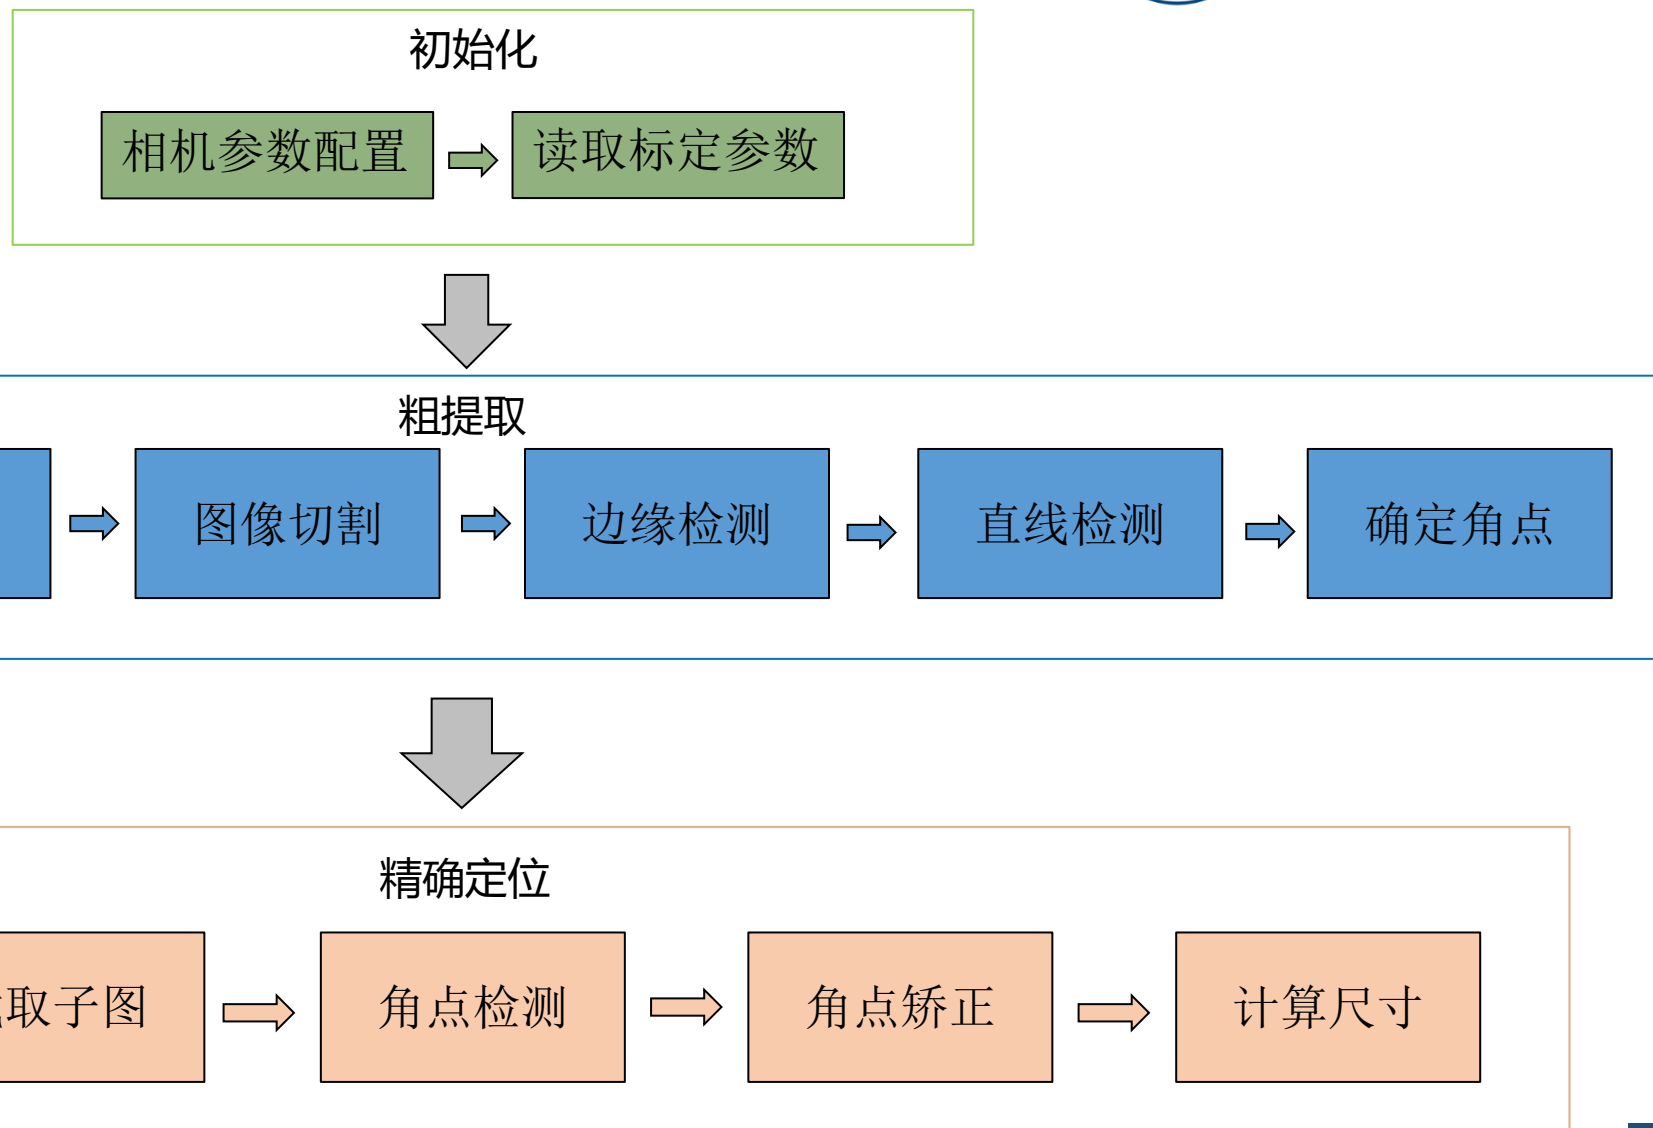 初始化
相机参数配置
读取标定参数
粗提取
图像切割
边缘检测
直线检测
确定角点
精确定位
取子图
角点检测
角点矫正
计算尺寸